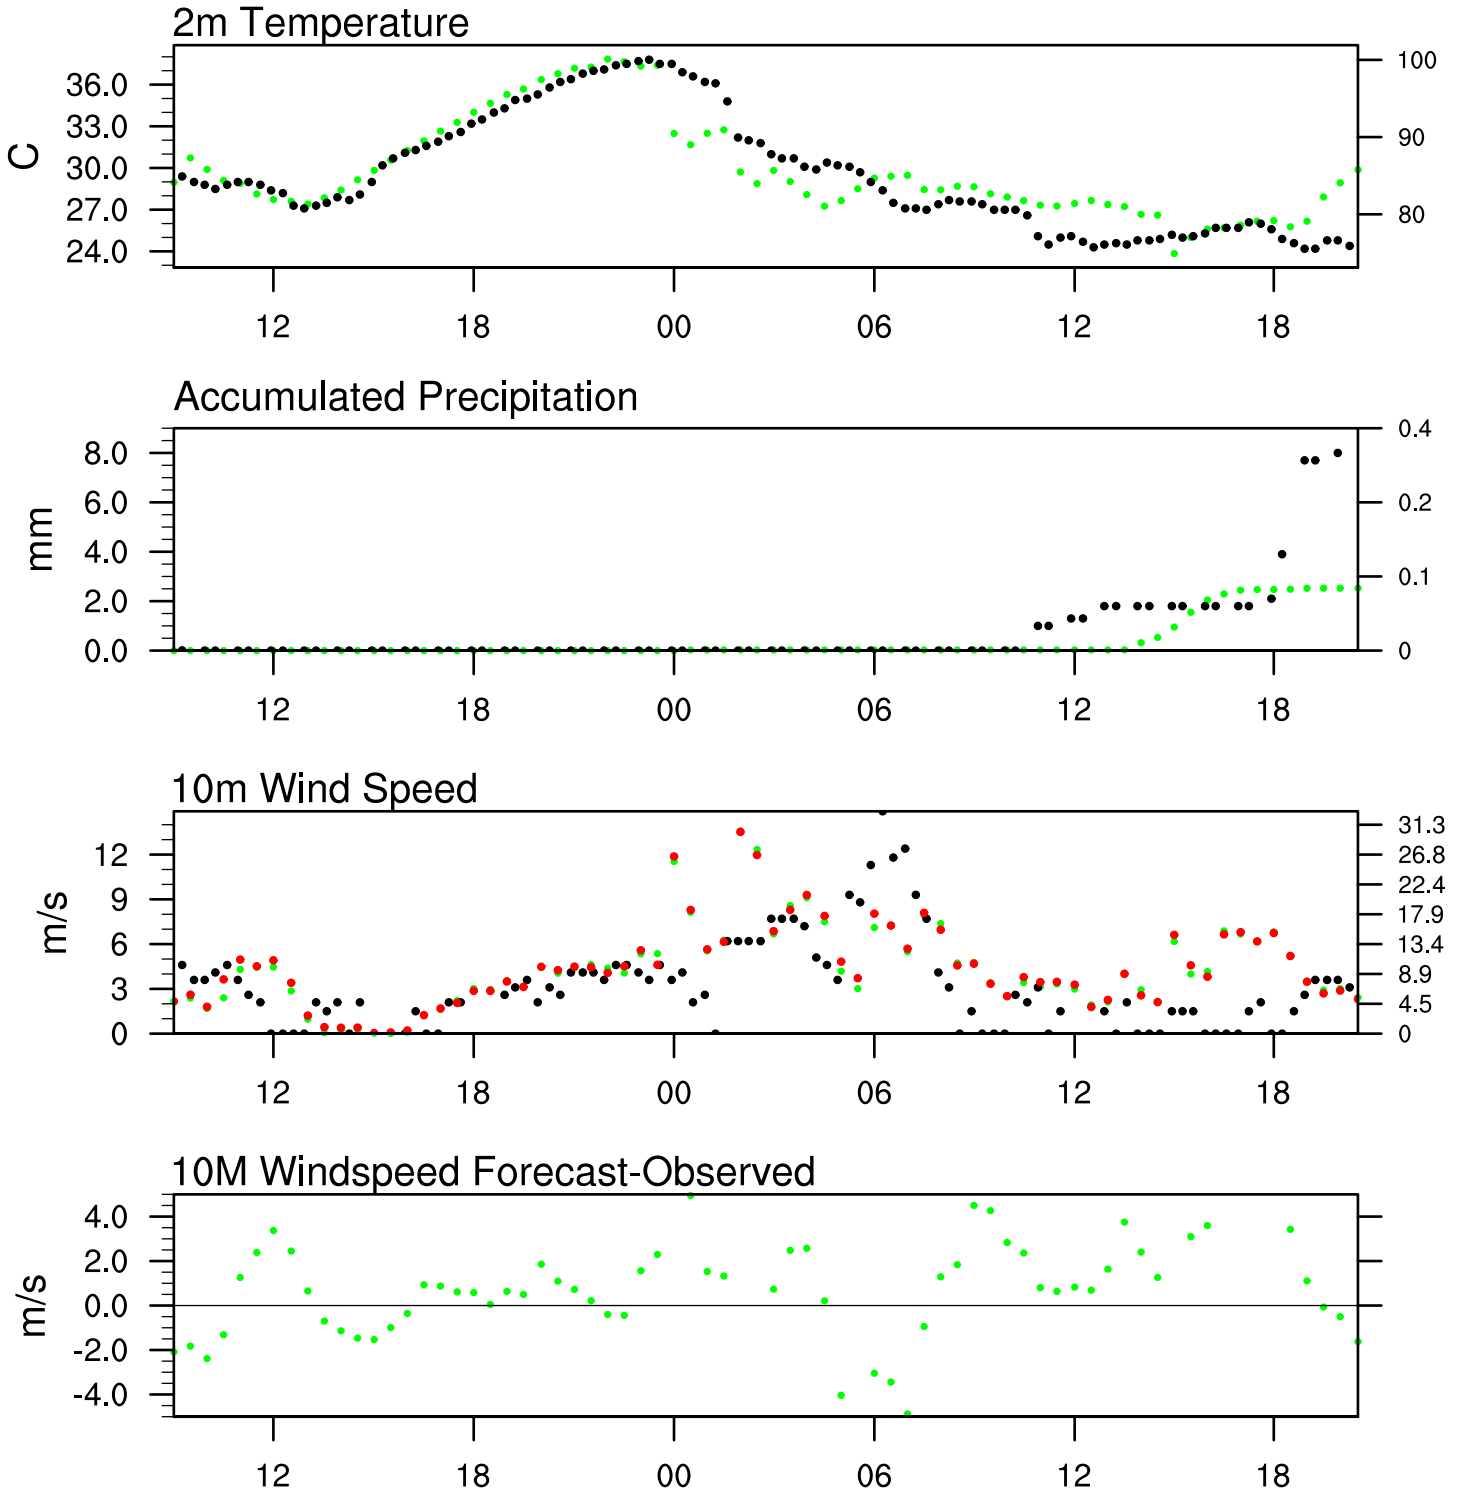 2m Temperature
C
36.0
33.0
30.0
27.0
24.0
100
90
80
12 18 00 06 12 18
Accumulated Precipitation
mm
8.0
6.0
4.0
2.0
0.0
0.4
0.2
0.1
0
12 18 00 06 12 18
10m Wind Speed
m/s
12
9
6
3
0
31.3
26.8
22.4
17.9
13.4
8.9
4.5
0
12 18 00 06 12 18
10M Windspeed Forecast-Observed
m/s
4.0
2.0
0.0
-2.0
-4.0
12 18 00 06 12 18